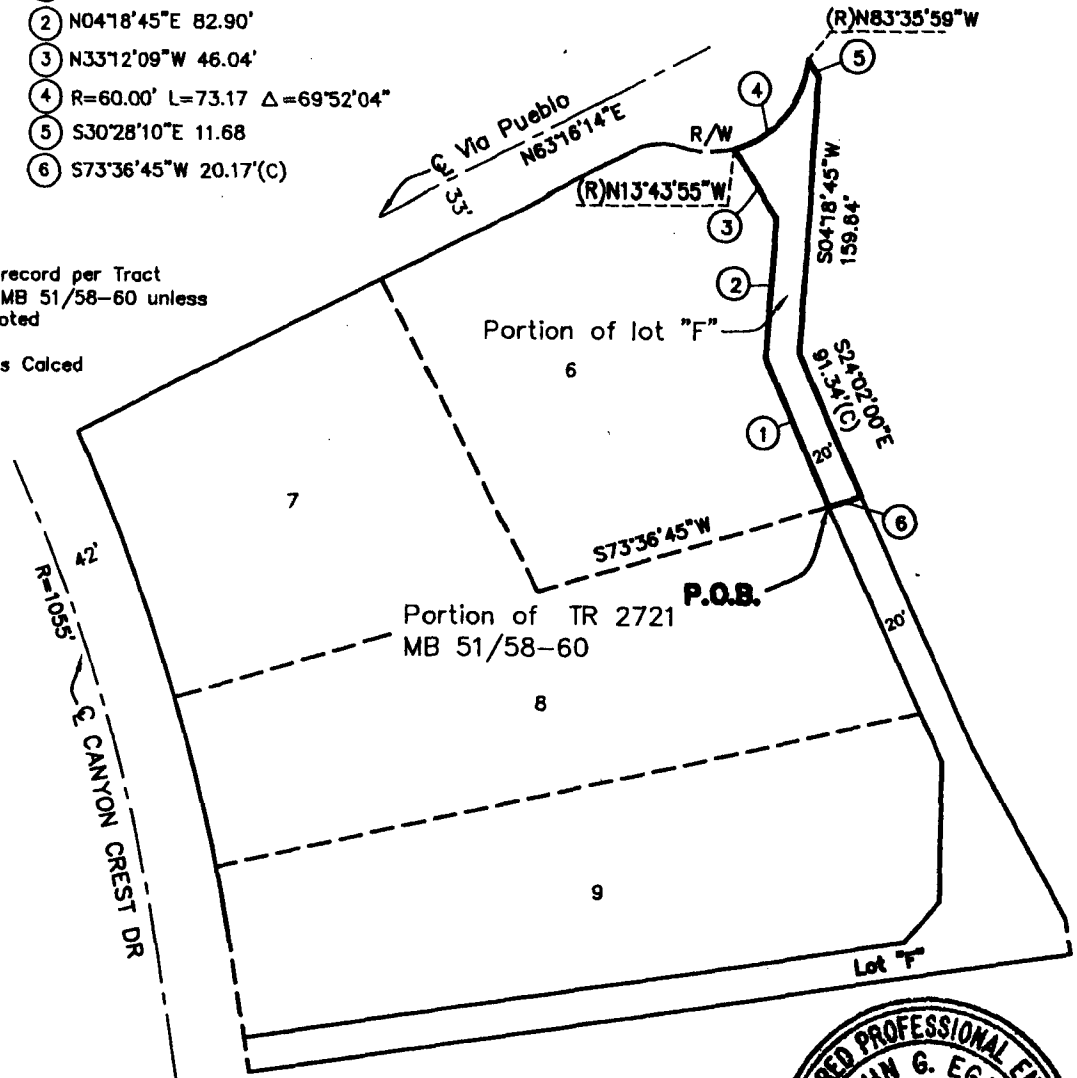 ② N04°18'45"E 82.90'
③ N33°12'09"W 46.04'
④ R=60.00' L=73.17 Δ=69°52'04"
⑤ S30°28'10"E 11.68
⑥ S73°36'45"W 20.17'(C)
record per Tract
MB 51/58-60 unless
s Calced
(R)N83°35'59"W
⑤
④
℄ Via Pueblo
N63°16'14"E
33'
R/W
(R)N13°43'55"W
③
②
S04°18'45"W
159.84'
Portion of lot "F"
6
S24°02'00"E
91.34'(C)
①
20'
7
⑥
S73°36'45"W
P.O.B.
42'
R=1055'
Portion of TR 2721
MB 51/58-60
20'
8
℄ CANYON CREST DR
9
Lot "F"
PROFESSIONAL
G.